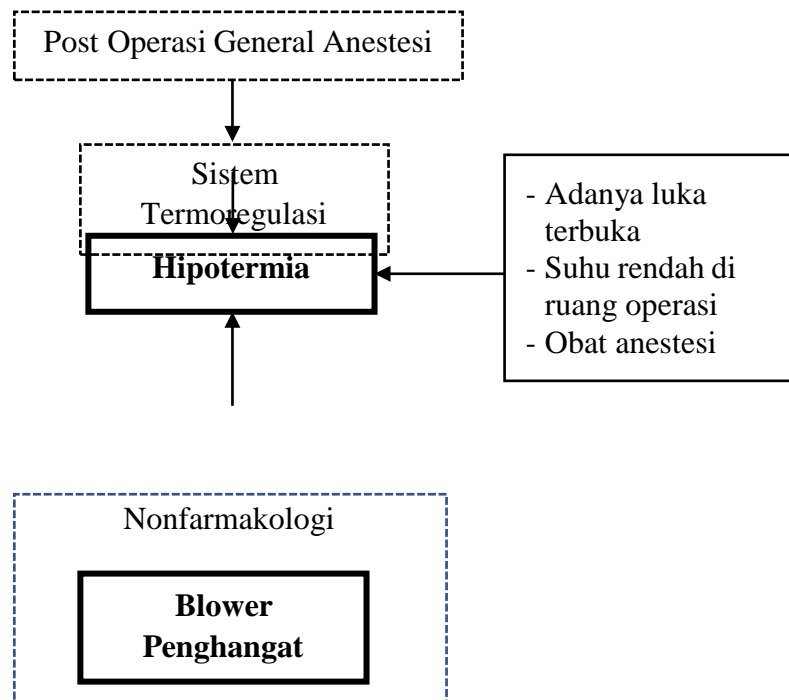 Post Operasi General Anestesi
Sistem
Termoregulasi
Hipotermia
- Adanya luka
terbuka
- Suhu rendah di
ruang operasi
- Obat anestesi
Nonfarmakologi
Blower
Penghangat